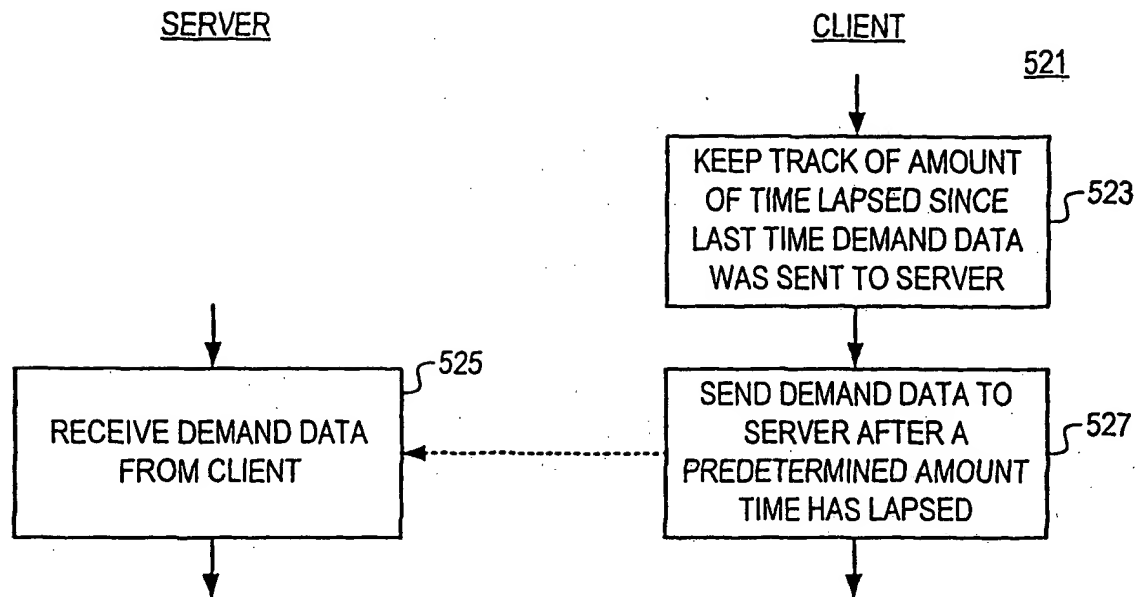 SERVER
CLIENT
521
KEEP TRACK OF AMOUNT
OF TIME LAPSED SINCE
LAST TIME DEMAND DATA
WAS SENT TO SERVER
523
525
RECEIVE DEMAND DATA
FROM CLIENT
SEND DEMAND DATA TO
SERVER AFTER A
PREDETERMINED AMOUNT
TIME HAS LAPSED
527